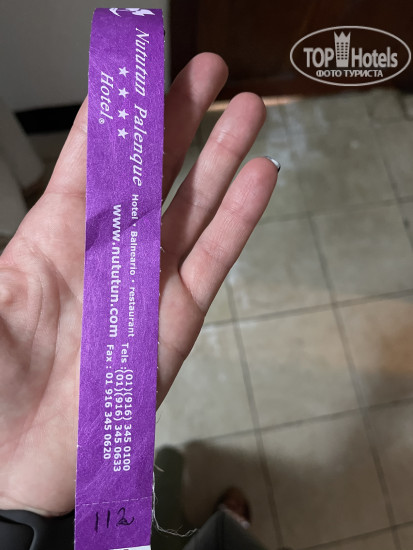 Nututun Palenque
★ ★ ★ ★
Hotel®
Hotel • Balneario • restaurant
www.nututun.com
Tels :(01)(916) 345 0100
(01)(916) 345 0633
Fax : 01 916 345 0620
112
TOP Hotels
ФОТО ТУРИСТА